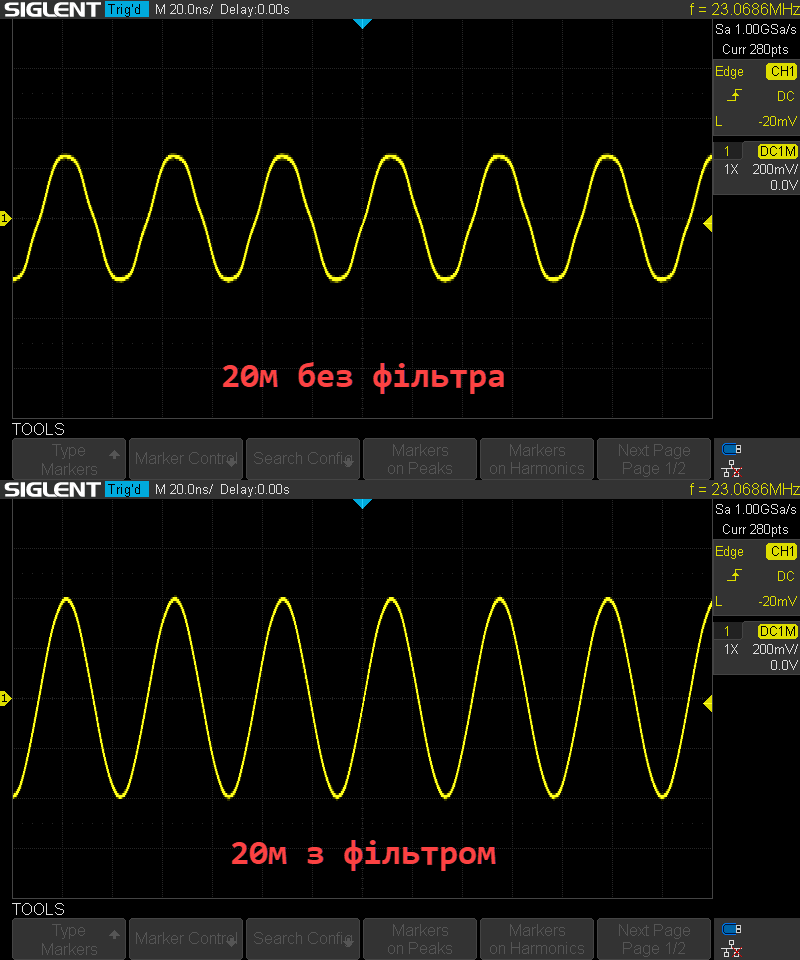 SIGLENT Trig'd M 20.0ns/ Delay:0.00s f = 23.0686MHz
Sa 1.00GSa/s
Curr 280pts
Edge CH1
DC
L -20mV
1 DC1M
1X 200mV/
0.0V
1
20м без фільтра
TOOLS
Type
Markers
Marker Control
Search Config
Markers
on Peaks
Markers
on Harmonics
Next Page
Page 1/2
SIGLENT Trig'd M 20.0ns/ Delay:0.00s f = 23.0686MHz
Sa 1.00GSa/s
Curr 280pts
Edge CH1
DC
L -20mV
1 DC1M
1X 200mV/
0.0V
1
20м з фільтром
TOOLS
Type
Markers
Marker Control
Search Config
Markers
on Peaks
Markers
on Harmonics
Next Page
Page 1/2